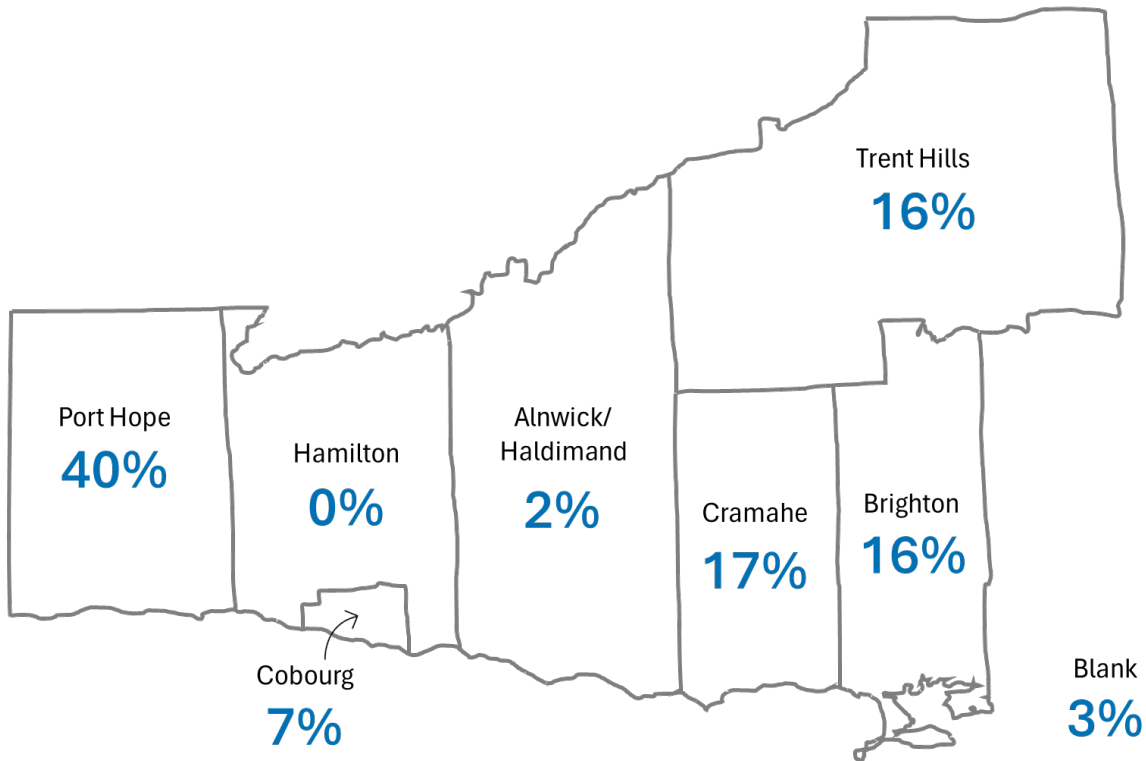 Trent Hills
16%
Port Hope
40%
Hamilton
0%
Alnwick/
Haldimand
2%
Cramahe
17%
Brighton
16%
Cobourg
7%
Blank
3%